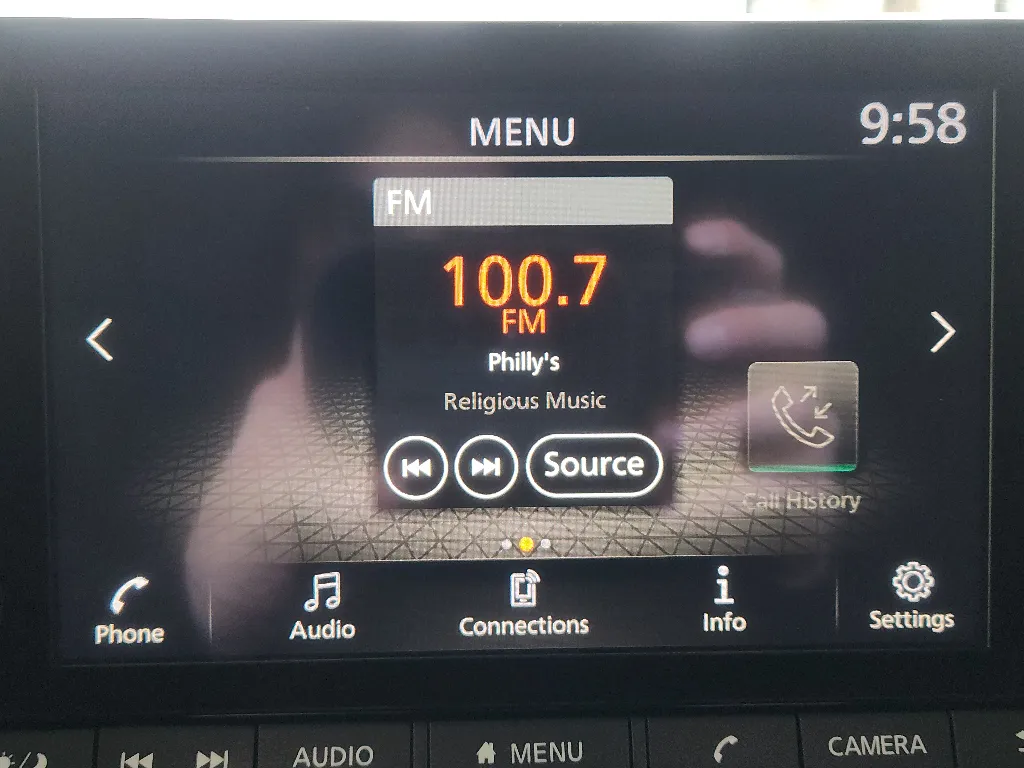 MENU
9:58
FM
100.7
FM
Philly's
Religious Music
Source
Call History
Phone
Audio
Connections
Info
Settings
AUDIO
MENU
CAMERA